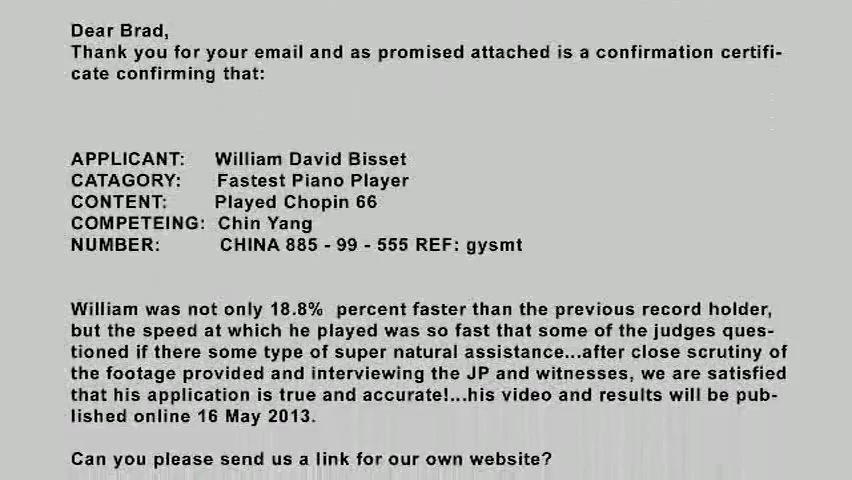 Dear Brad,
Thank you for your email and as promised attached is a confirmation certifi-
cate confirming that:
APPLICANT: William David Bisset
CATAGORY: Fastest Piano Player
CONTENT: Played Chopin 66
COMPETEING: Chin Yang
NUMBER: CHINA 885 - 99 - 555 REF: gysmt
William was not only 18.8% percent faster than the previous record holder,
but the speed at which he played was so fast that some of the judges ques-
tioned if there some type of super natural assistance...after close scrutiny of
the footage provided and interviewing the JP and witnesses, we are satisfied
that his application is true and accurate!...his video and results will be pub-
lished online 16 May 2013.
Can you please send us a link for our own website?